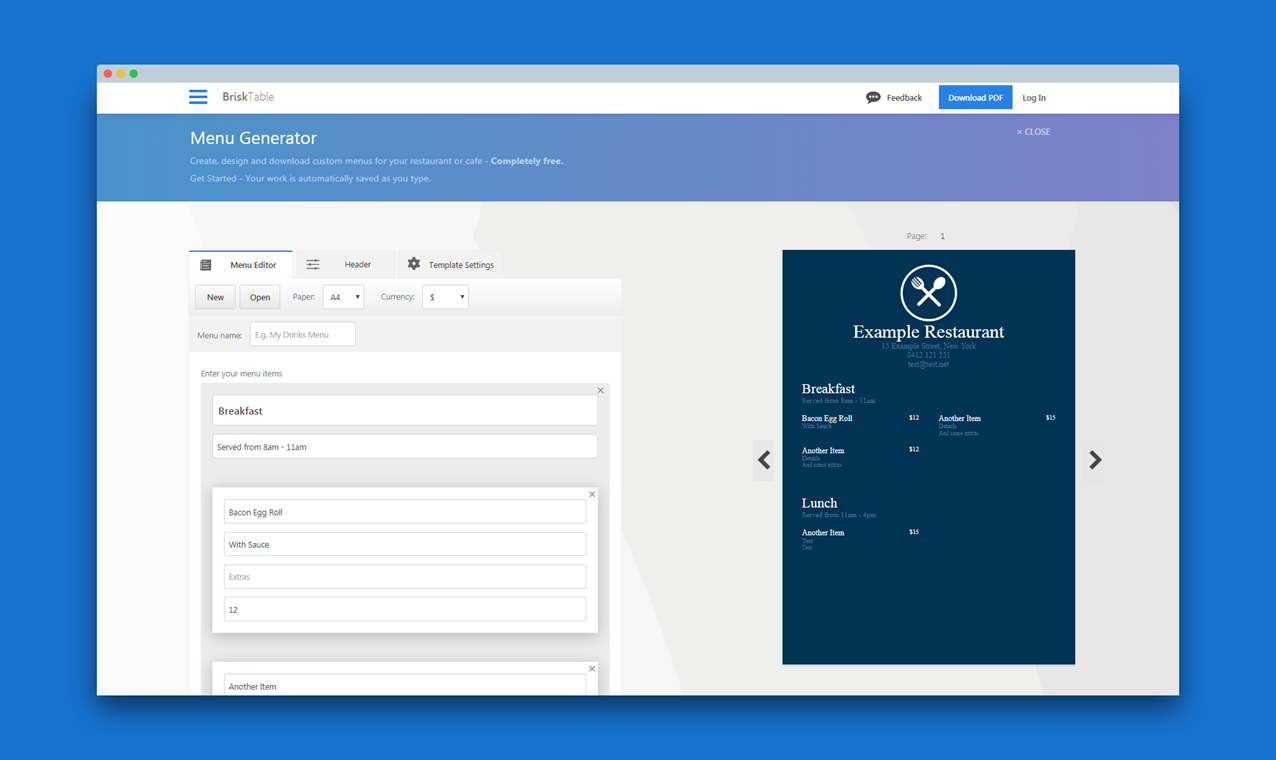 BriskTable
Feedback
Download PDF
Log In
Menu Generator
× CLOSE
Create, design and download custom menus for your restaurant or cafe - Completely free.
Get Started - Your work is automatically saved as you type.
Menu Editor
Header
Template Settings
New
Open
Paper:
A4
Currency:
$
Menu name:
E.g. My Drinks Menu
Enter your menu items
Breakfast
Served from 8am - 11am
Bacon Egg Roll
With Sauce
Extras
12
Another Item
Page: 1
Example Restaurant
15 Example Street, New York
0412 121 551
test@test.net
Breakfast
Served from 8am - 11am
Bacon Egg Roll $12
With Sauce
Another Item $15
Details
And some extras
Another Item $12
Details
And some extras
Lunch
Served from 11am - 4pm
Another Item $15
Test
Test